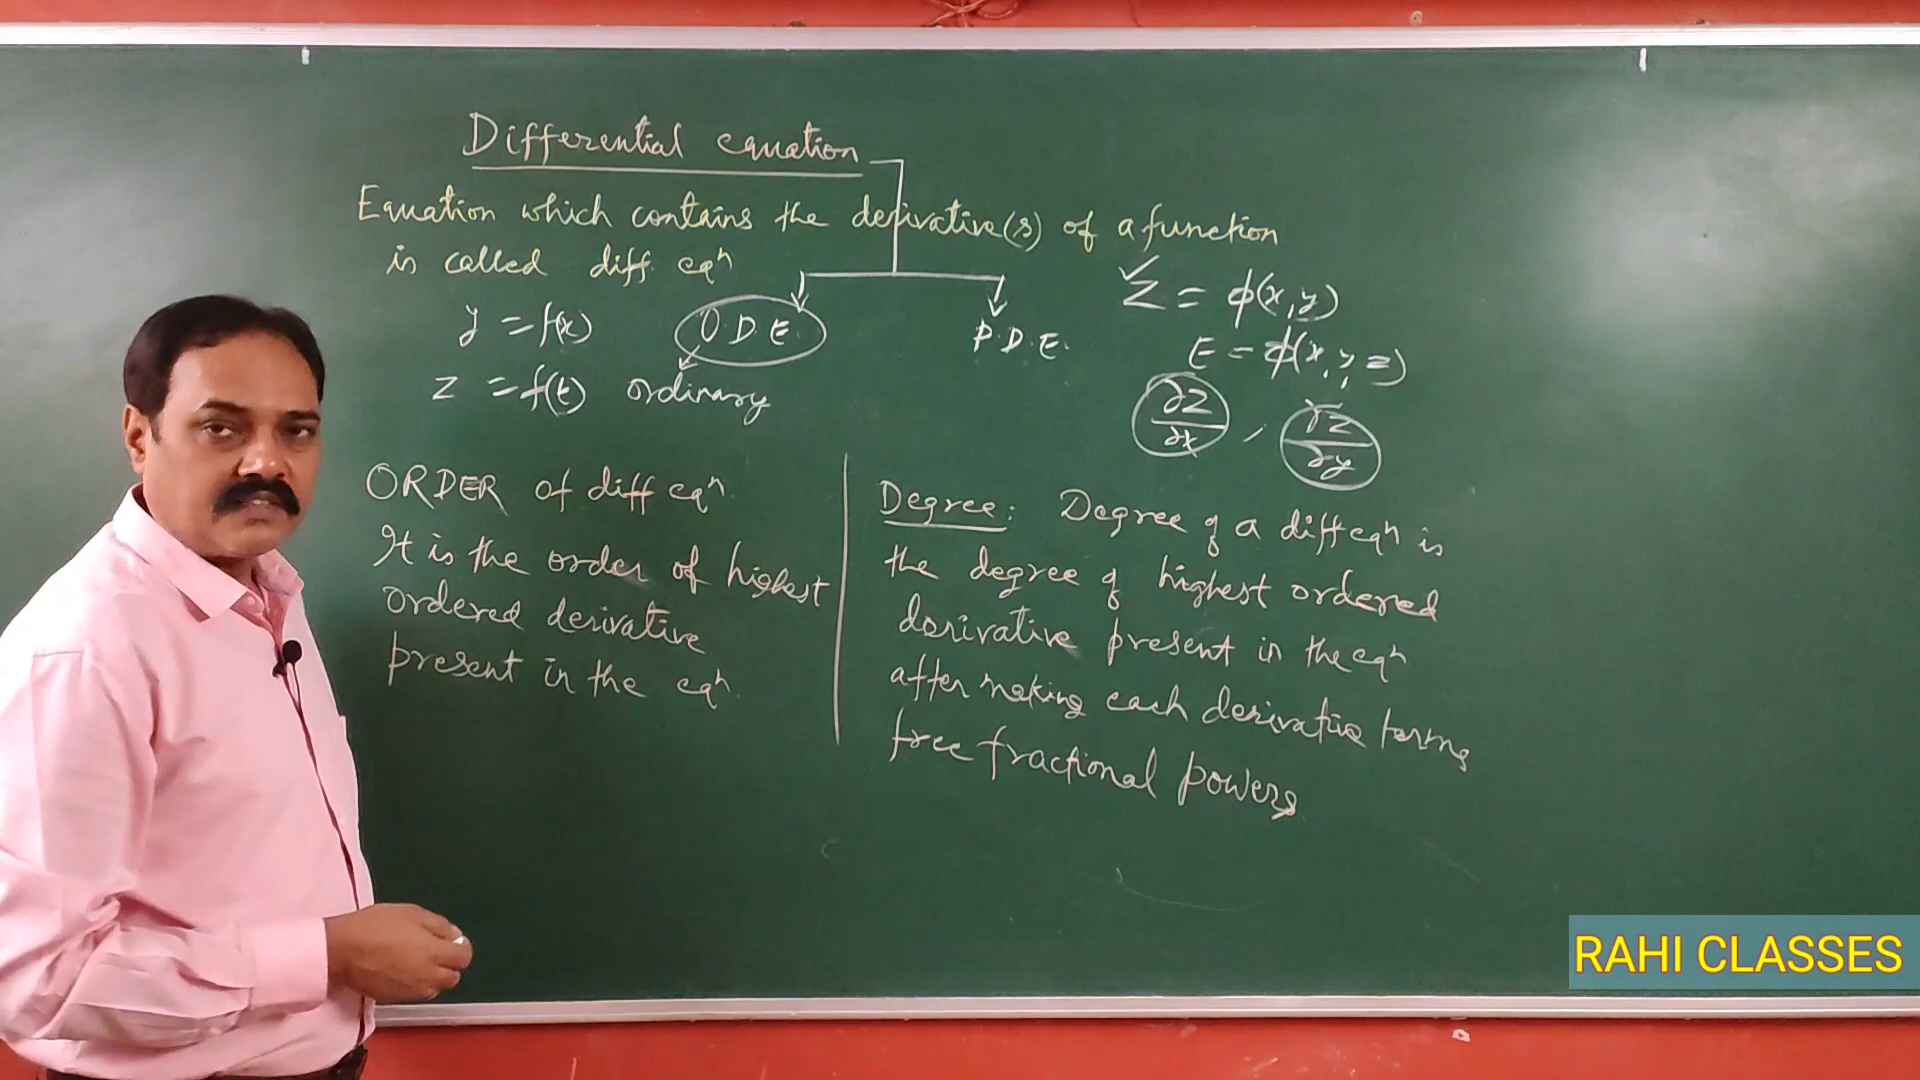 Differential equation
Equation which contains the derivative(s) of a function
is called diff. eqⁿ
y = f(x)
O.D.E.
P.D.E.
Z = ϕ(x,y)
E = ϕ(x,y,z)
z = f(t)
ordinary
∂Z/∂x , ∂z/∂y
ORDER of diff eqⁿ.
It is the order of highest
ordered derivative
present in the eqⁿ.
Degree: Degree of a diff eqⁿ is
the degree of highest ordered
derivative present in the eqⁿ
after making each derivative terms
free fractional powers.
RAHI CLASSES